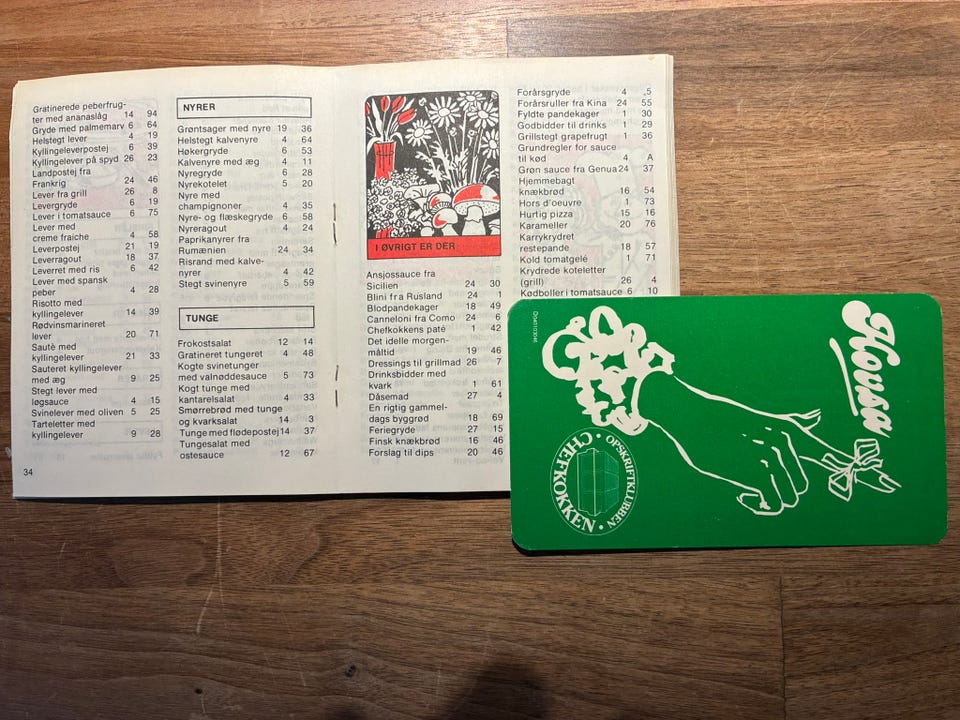 Gratinerede peberfrug-
ter med ananaslåg 14 94
Gryde med palmemarv 6 64
Helstegt lever 4 19
Kyllingeleverpostej 6 39
Kyllingelever på spyd 26 23
Landpostej fra
Frankrig 24 46
Lever fra grill 26 8
Levergryde 6 19
Lever i tomatsauce 6 75
Lever med
creme fraiche 4 58
Leverpostej 21 19
Leverragout 18 37
Leverret med ris 6 42
Lever med spansk
peber 4 28
Risotto med
kyllingelever 14 39
Rødvinsmarineret
lever 20 71
Sauté med
kyllingelever 21 33
Sauteret kyllingelever
med æg 9 25
Stegt lever med
løgsauce 4 15
Svinelever med oliven 5 25
Tarteletter med
kyllingelever 9 28
34
NYRER
Grøntsager med nyre 19 36
Helstegt kalvenyre 4 64
Høkergryde 6 53
Kalvenyre med æg 4 11
Nyregryde 6 28
Nyrekotelet 5 20
Nyre med
champignoner 4 35
Nyre- og flæskegryde 6 58
Nyreragout 4 24
Paprikanyrer fra
Rumænien 24 34
Risrand med kalve-
nyrer 4 42
Stegt svinenyre 5 59
TUNGE
Frokostsalat 12 14
Gratineret tungeret 4 48
Kogte svinetunger
med valnøddesauce 5 73
Kogt tunge med
kantarelsalat 4 33
Smørrebrød med tunge
og kvarksalat 14 3
Tunge med flødepostej 14 37
Tungesalat med
ostesauce 12 67
I ØVRIGT ER DER
Ansjossauce fra
Sicilien 24 30
Blini fra Rusland 24 1
Blodpandekager 18 49
Canneloni fra Como 24 6
Chefkokkens paté 1 42
Det idelle morgen-
måltid 19 46
Dressings til grillmad 26 7
Drinksbidder med
kvark 1 61
Dåsemad 27 4
En rigtig gammel-
dags byggrød 18 69
Feriegryde 27 15
Finsk knækbrød 16 46
Forslag til dips 20 46
Forårsgryde 4 ,5
Forårsruller fra Kina 24 55
Fyldte pandekager 1 30
Godbidder til drinks 1 29
Grillstegt grapefrugt 1 36
Grundregler for sauce
til kød 4 A
Grøn sauce fra Genua 24 37
Hjemmebagt
knækbrød 16 54
Hors d'oeuvre 1 73
Hurtig pizza 15 16
Karameller 20 76
Karrykrydret
restepande 18 57
Kold tomatgelé 1 71
Krydrede koteletter
(grill) 26 4
Kødboller i tomatsauce 6 10
Housa
OPSKRIFTKLUBBEN
CHEFKOKKEN